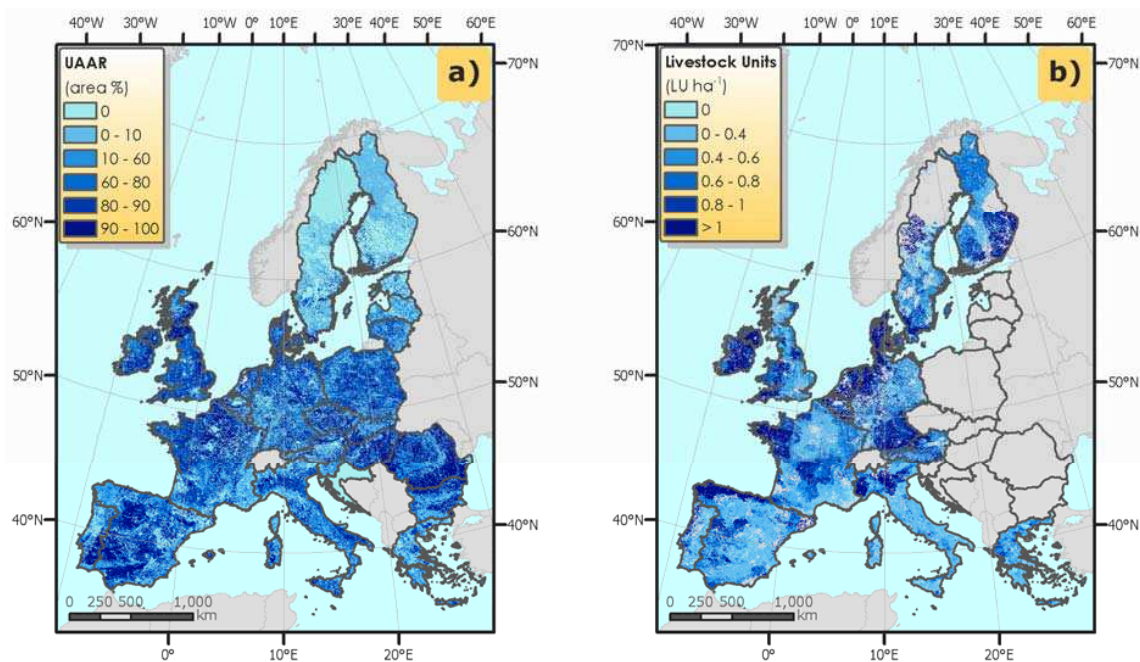 40°W 30°W 20°W 10°W 0° 10°E 20°E 30°E 40°E 50°E 60°E
UAAR
(area %)
0
0 - 10
10 - 60
60 - 80
80 - 90
90 - 100
a)
70°N
60°N
60°N
50°N
50°N
40°N
40°N
0 250 500 1,000
km
0° 10°E 20°E
40°W 30°W 20°W 10°W 0° 10°E 20°E 30°E 40°E 50°E 60°E
70°N
Livestock Units
(LU ha⁻¹)
0
0 - 0.4
0.4 - 0.6
0.6 - 0.8
0.8 - 1
> 1
b)
70°N
60°N
60°N
50°N
50°N
40°N
40°N
0 250 500 1,000
km
0° 10°E 20°E